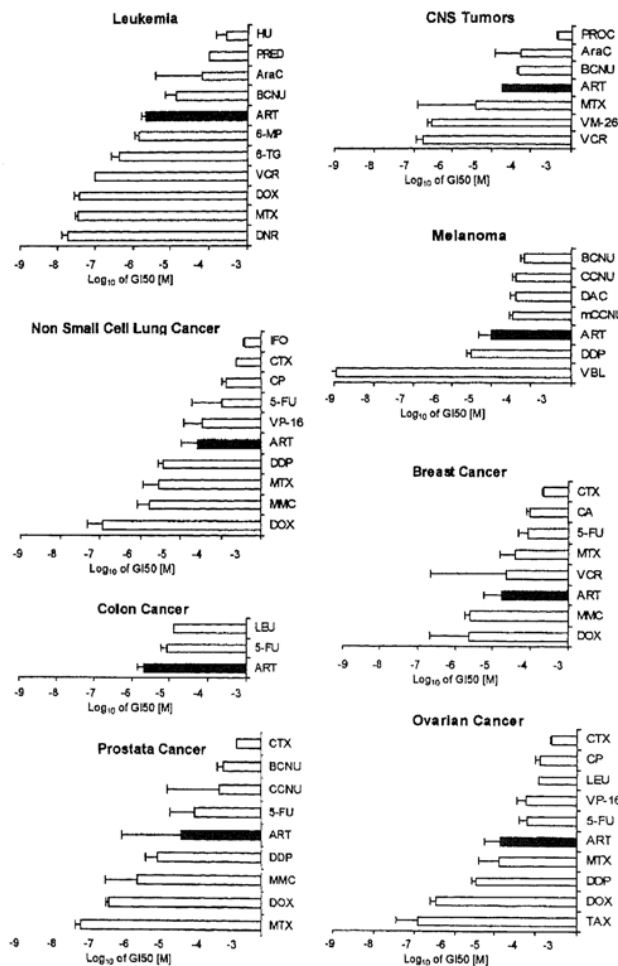 Leukemia
HU
PRED
AraC
BCNU
ART
6-MP
6-TG
VCR
DOX
MTX
DNR
-9 -8 -7 -6 -5 -4 -3
Log10 of GI50 [M]
Non Small Cell Lung Cancer
IFO
CTX
CP
5-FU
VP-16
ART
DDP
MTX
MMC
DOX
-9 -8 -7 -6 -5 -4 -3
Log10 of GI50 [M]
Colon Cancer
LEU
5-FU
ART
-9 -8 -7 -6 -5 -4 -3
Log10 of GI50 [M]
Prostata Cancer
CTX
BCNU
CCNU
5-FU
ART
DDP
MMC
DOX
MTX
-9 -8 -7 -6 -5 -4 -3
Log10 of GI50 [M]
CNS Tumors
PROC
AraC
BCNU
ART
MTX
VM-26
VCR
-9 -8 -7 -6 -5 -4 -3
Log10 of GI50 [M]
Melanoma
BCNU
CCNU
DAC
mCCNU
ART
DDP
VBL
-9 -8 -7 -6 -5 -4 -3
Log10 of GI50 [M]
Breast Cancer
CTX
CA
5-FU
MTX
VCR
ART
MMC
DOX
-9 -8 -7 -6 -5 -4 -3
Log10 of GI50 [M]
Ovarian Cancer
CTX
CP
LEU
VP-16
5-FU
ART
MTX
DDP
DOX
TAX
-9 -8 -7 -6 -5 -4 -3
Log10 of GI50 [M]